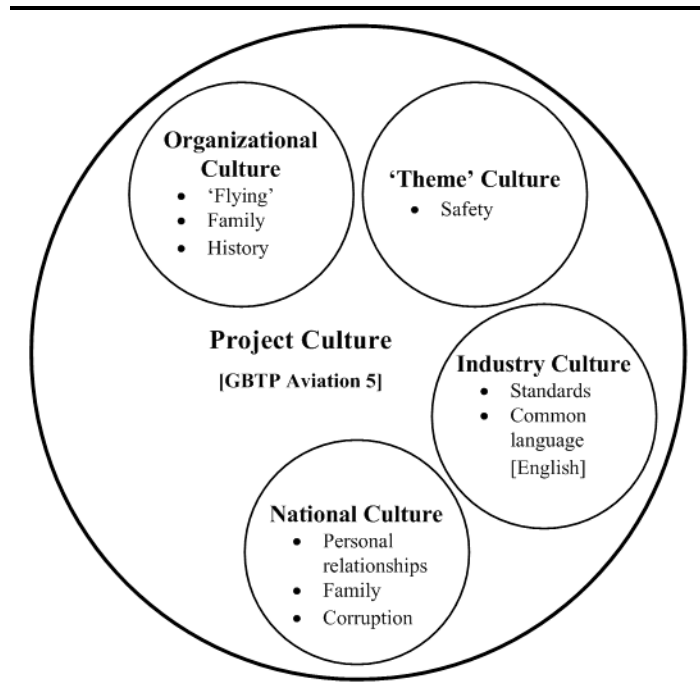 Organizational
Culture
• ‘Flying’
• Family
• History
‘Theme’ Culture
• Safety
Project Culture
[GBTP Aviation 5]
Industry Culture
• Standards
• Common
language
[English]
National Culture
• Personal
relationships
• Family
• Corruption